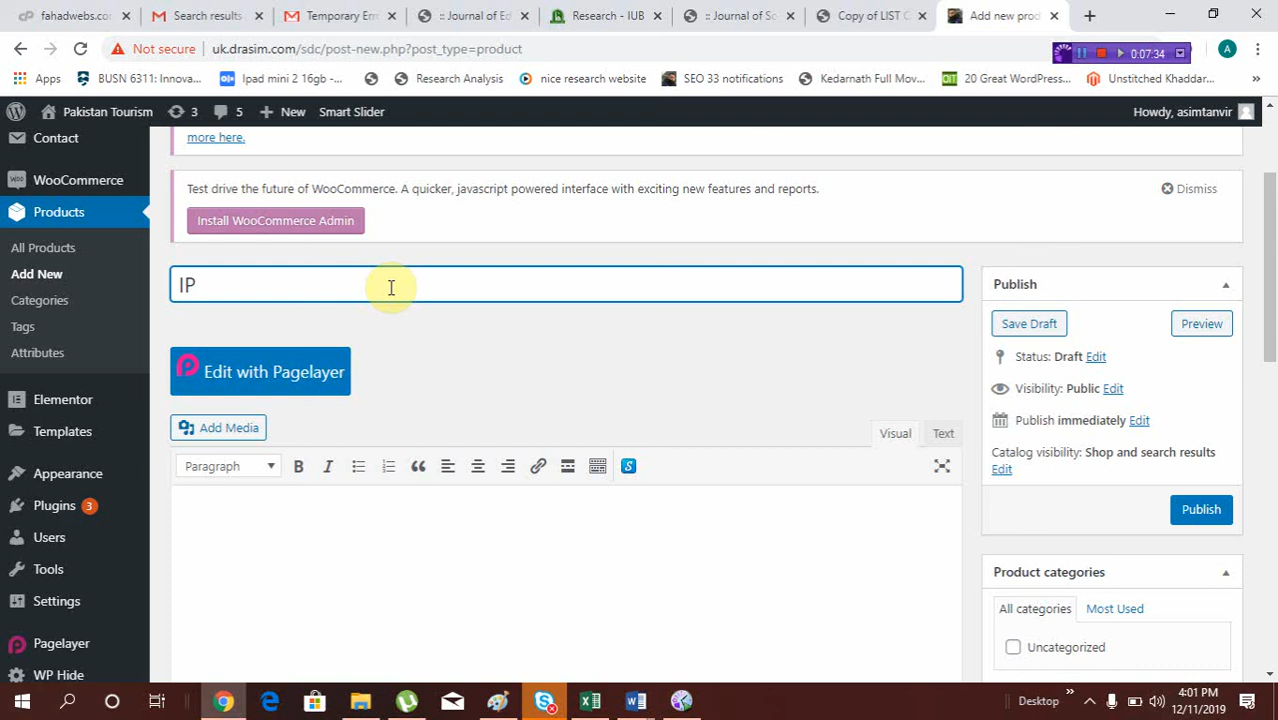 fahadwebs.co
Search results
Temporary Err
:: Journal of Ed
Research - IUB
:: Journal of So
Copy of LIST C
Add new prod
Not secure
uk.drasim.com/sdc/post-new.php?post_type=product
0:07:34
A
Apps
BUSN 6311: Innova...
Ipad mini 2 16gb -...
Research Analysis
nice research website
SEO 33 notifications
Kedarnath Full Mov...
20 Great WordPress...
Unstitched Khaddar...
»
Pakistan Tourism
3
5
New
Smart Slider
Howdy, asimtanvir
Contact
WooCommerce
Products
All Products
Add New
Categories
Tags
Attributes
Elementor
Templates
Appearance
Plugins 3
Users
Tools
Settings
Pagelayer
WP Hide
more here.
Test drive the future of WooCommerce. A quicker, javascript powered interface with exciting new features and reports.
Dismiss
Install WooCommerce Admin
IP
Edit with Pagelayer
Add Media
Visual
Text
Paragraph
Publish
Save Draft
Preview
Status: Draft Edit
Visibility: Public Edit
Publish immediately Edit
Catalog visibility: Shop and search results
Edit
Publish
Product categories
All categories
Most Used
Uncategorized
Desktop
»
4:01 PM
12/11/2019